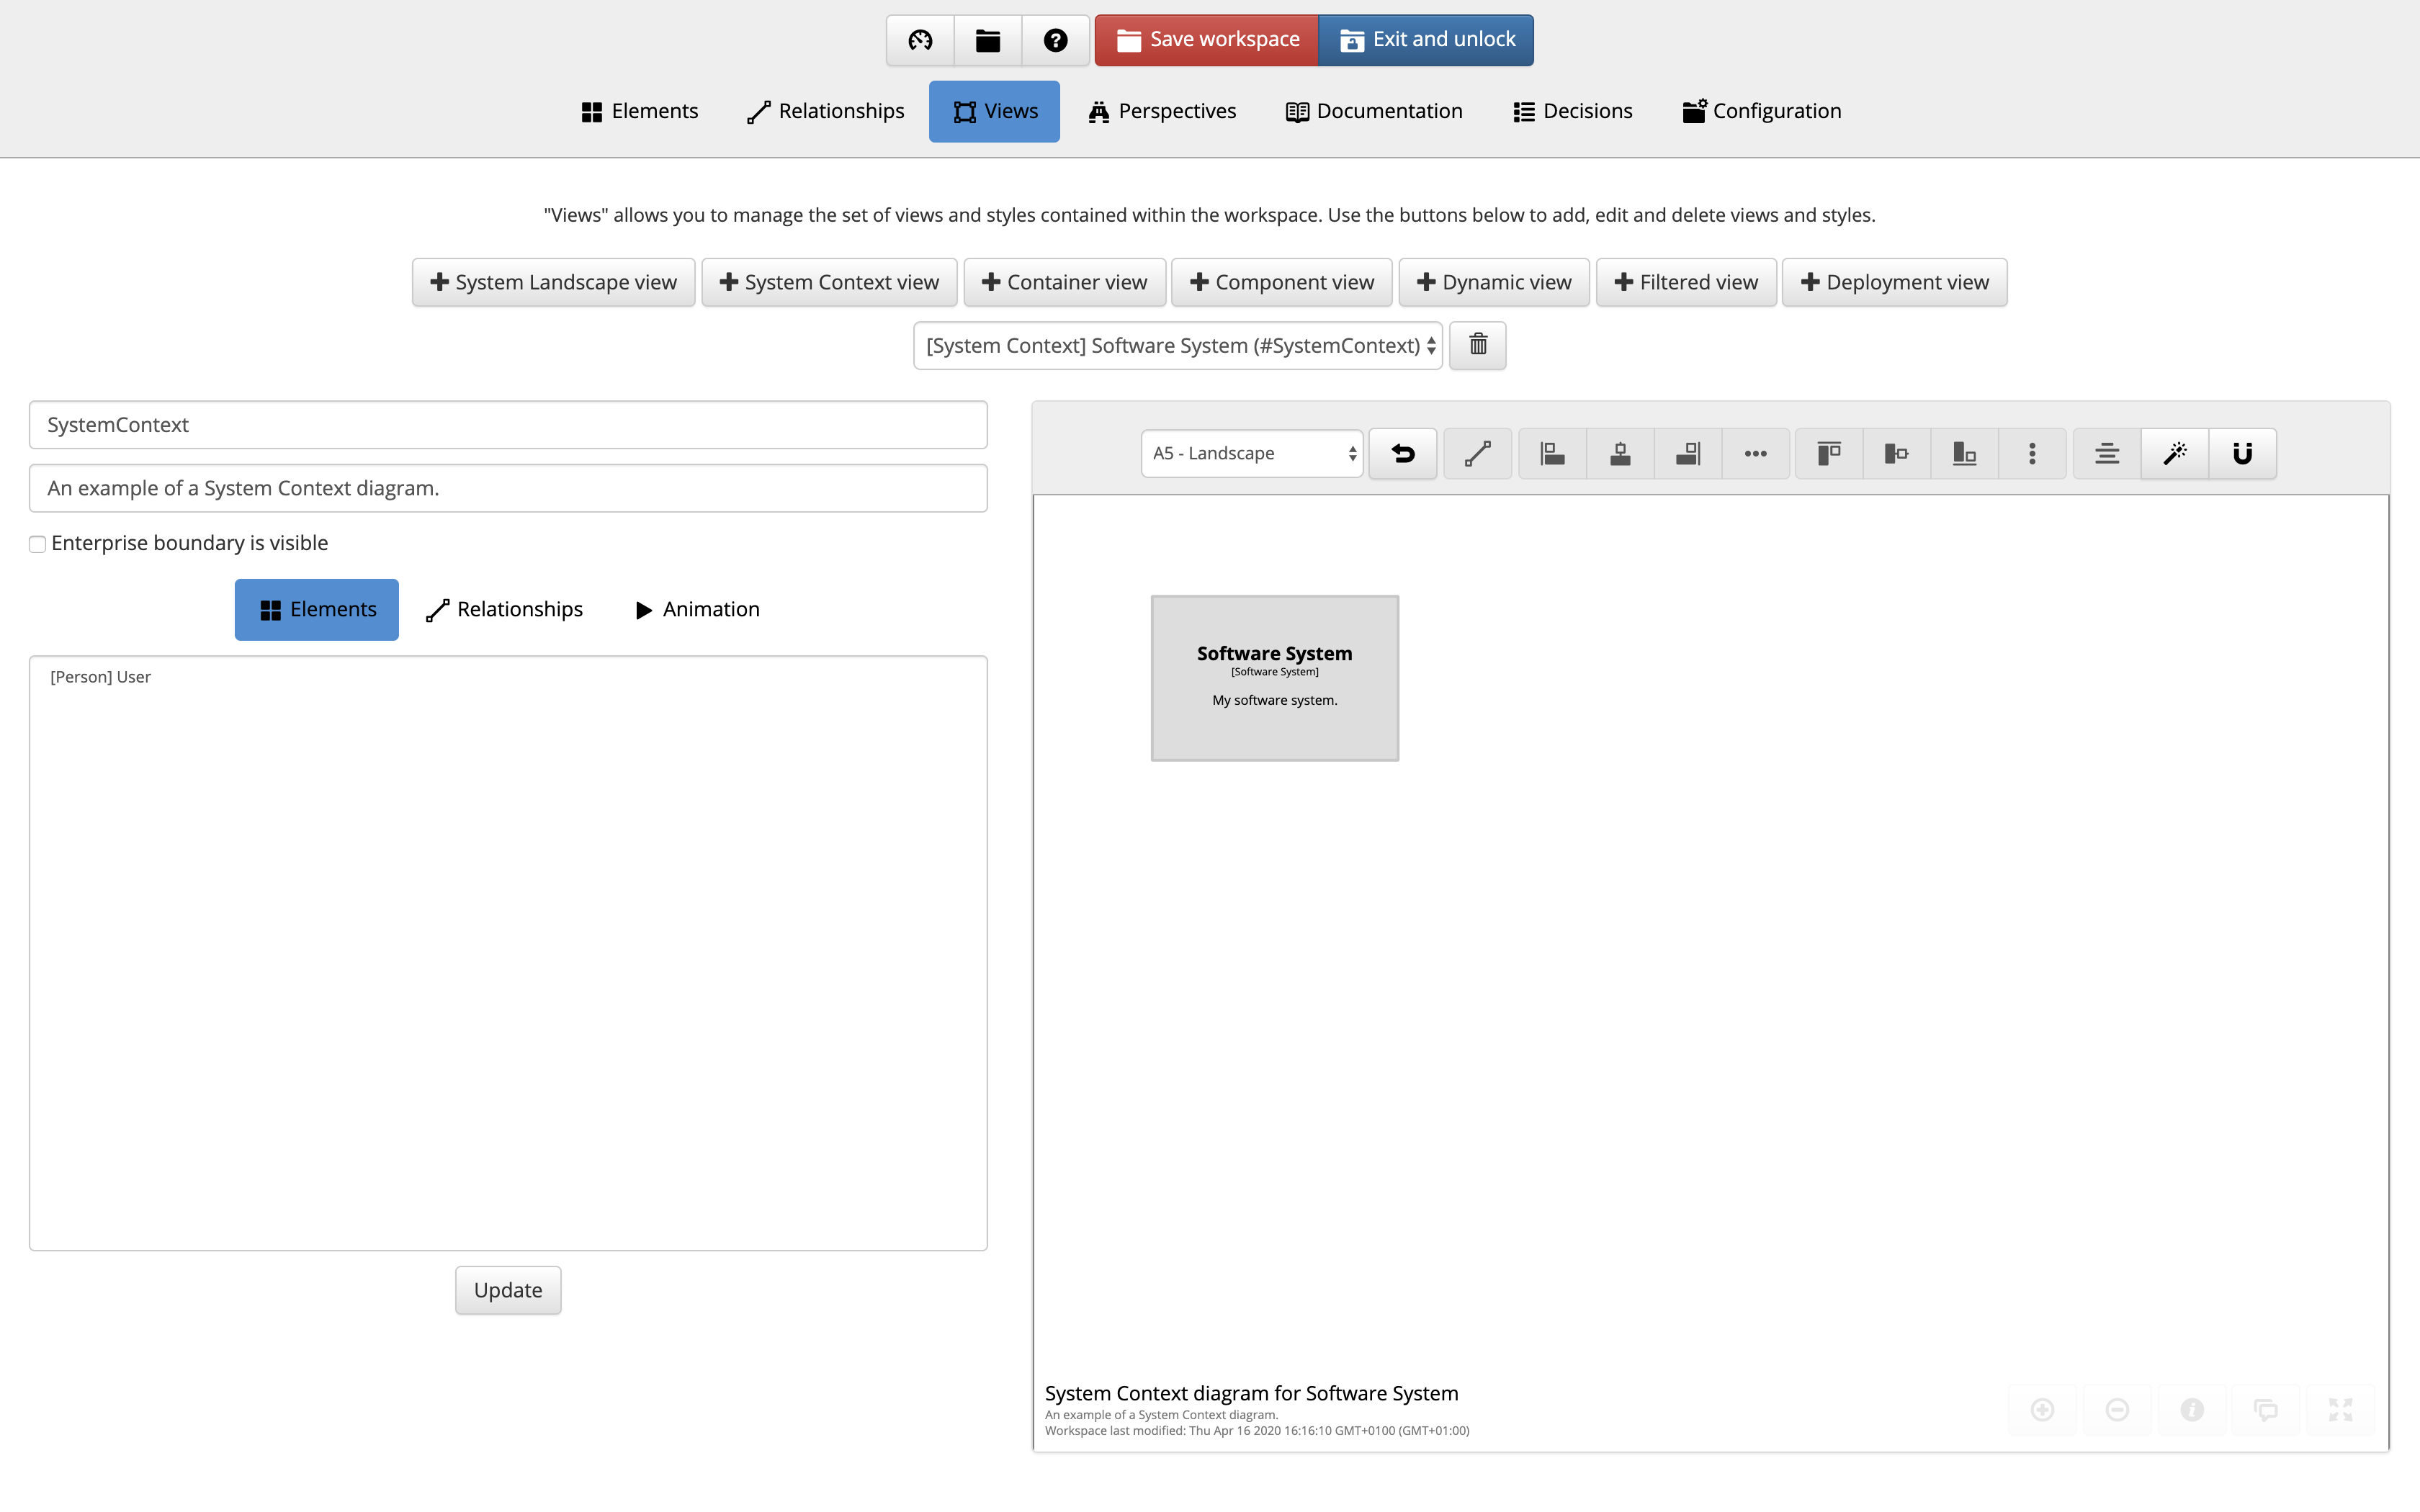 Save workspace Exit and unlock
Elements Relationships Views Perspectives Documentation Decisions Configuration
"Views" allows you to manage the set of views and styles contained within the workspace. Use the buttons below to add, edit and delete views and styles.
System Landscape view System Context view Container view Component view Dynamic view Filtered view Deployment view
[System Context] Software System (#SystemContext)
SystemContext
An example of a System Context diagram.
Enterprise boundary is visible
Elements Relationships Animation
[Person] User
Update
A5 - Landscape
Software System
[Software System]
My software system.
System Context diagram for Software System
An example of a System Context diagram.
Workspace last modified: Thu Apr 16 2020 16:16:10 GMT+0100 (GMT+01:00)